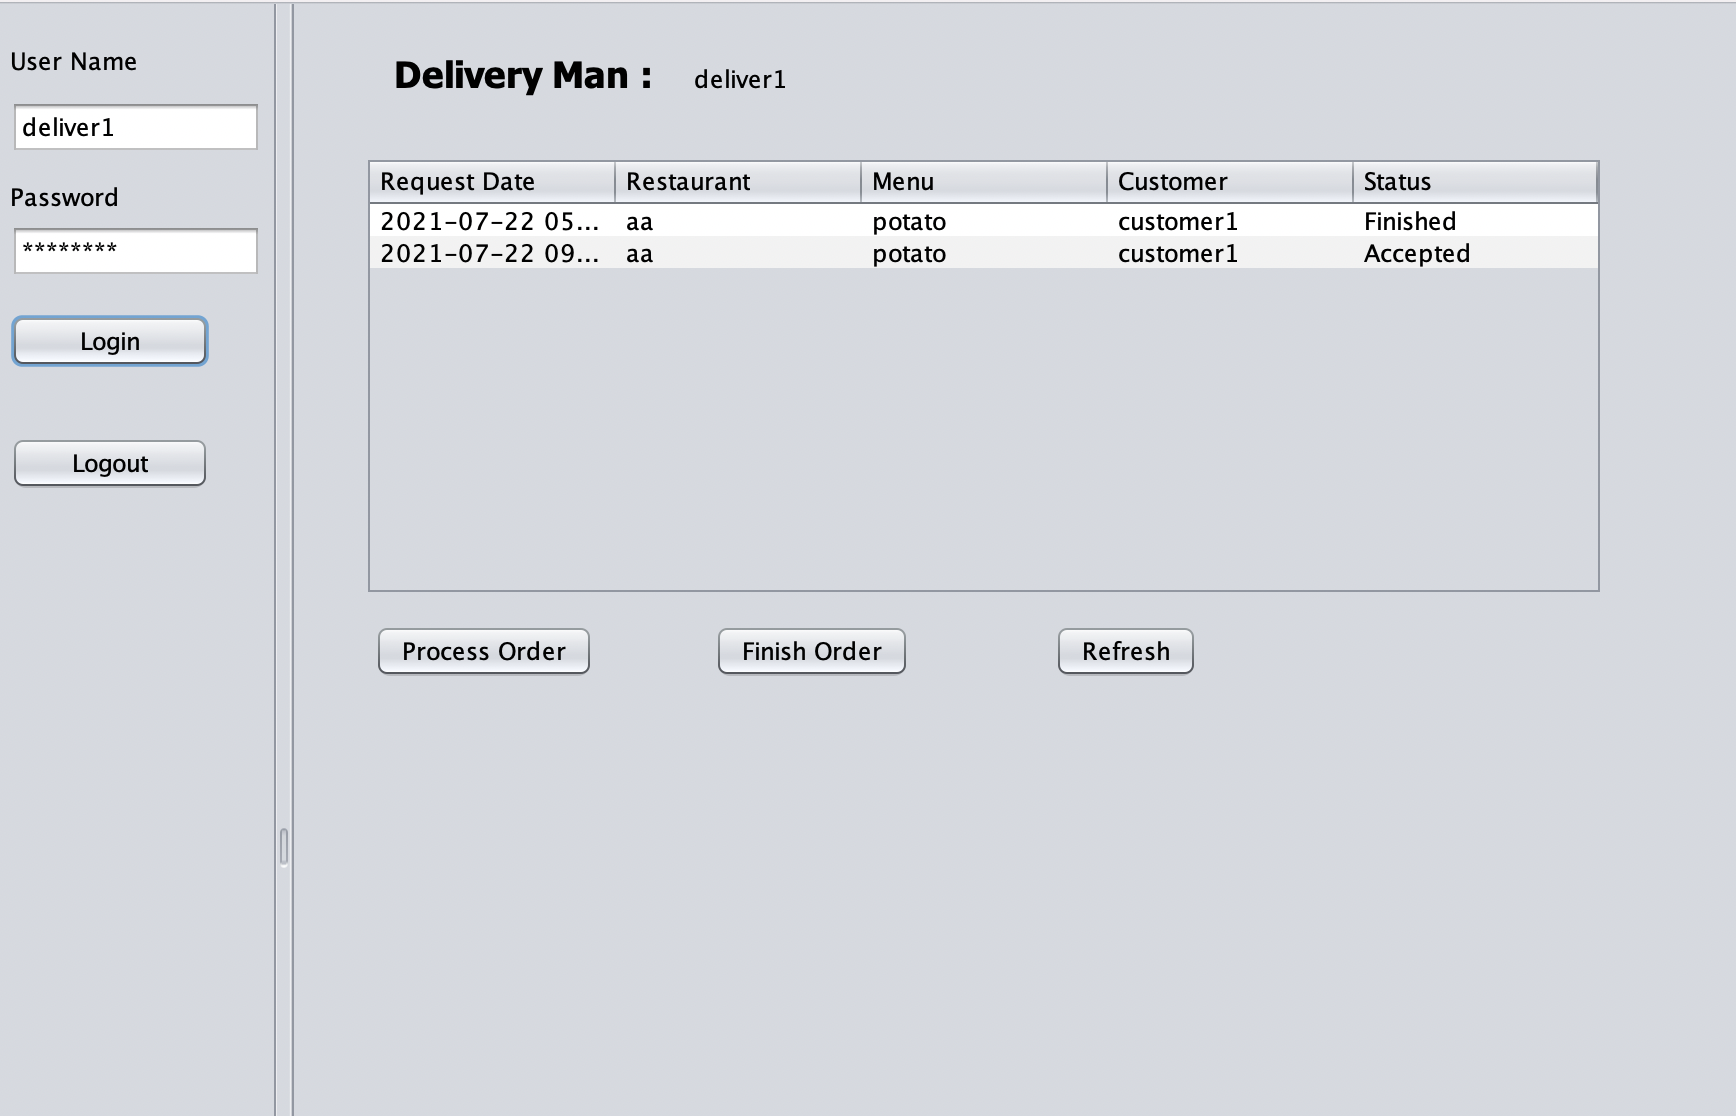 User Name
deliver1
Password
********
Login
Logout
Delivery Man : deliver1
Request Date Restaurant Menu Customer Status
2021-07-22 05... aa potato customer1 Finished
2021-07-22 09... aa potato customer1 Accepted
Process Order Finish Order Refresh